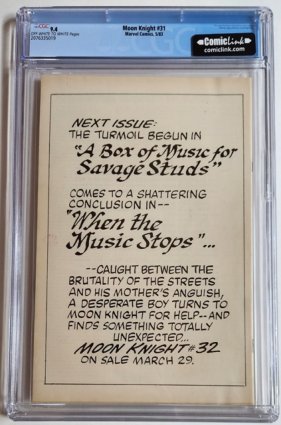 CGC
9.4
Moon Knight #31
Marvel Comics, 5/83
OFF-WHITE TO WHITE Pages
2076335019
ComicLink
comiclink.com
NEXT ISSUE:
THE TURMOIL BEGUN IN
"A Box of Music for
Savage Studs"
COMES TO A SHATTERING
CONCLUSION IN--
"When the
Music Stops"...
--CAUGHT BETWEEN THE
BRUTALITY OF THE STREETS
AND HIS MOTHER'S ANGUISH,
A DESPERATE BOY TURNS TO
MOON KNIGHT FOR HELP--AND
FINDS SOMETHING TOTALLY
UNEXPECTED...
MOON KNIGHT #32
ON SALE MARCH 29.